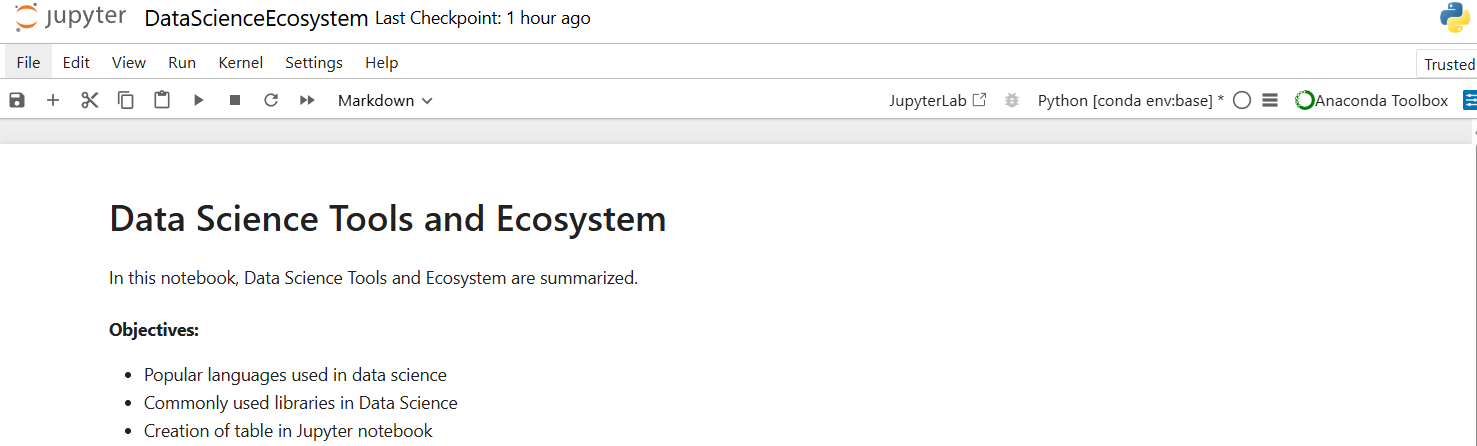 jupyter DataScienceEcosystem Last Checkpoint: 1 hour ago
File Edit View Run Kernel Settings Help Trusted
Markdown JupyterLab Python [conda env:base] * Anaconda Toolbox
Data Science Tools and Ecosystem
In this notebook, Data Science Tools and Ecosystem are summarized.
Objectives:
• Popular languages used in data science
• Commonly used libraries in Data Science
• Creation of table in Jupyter notebook